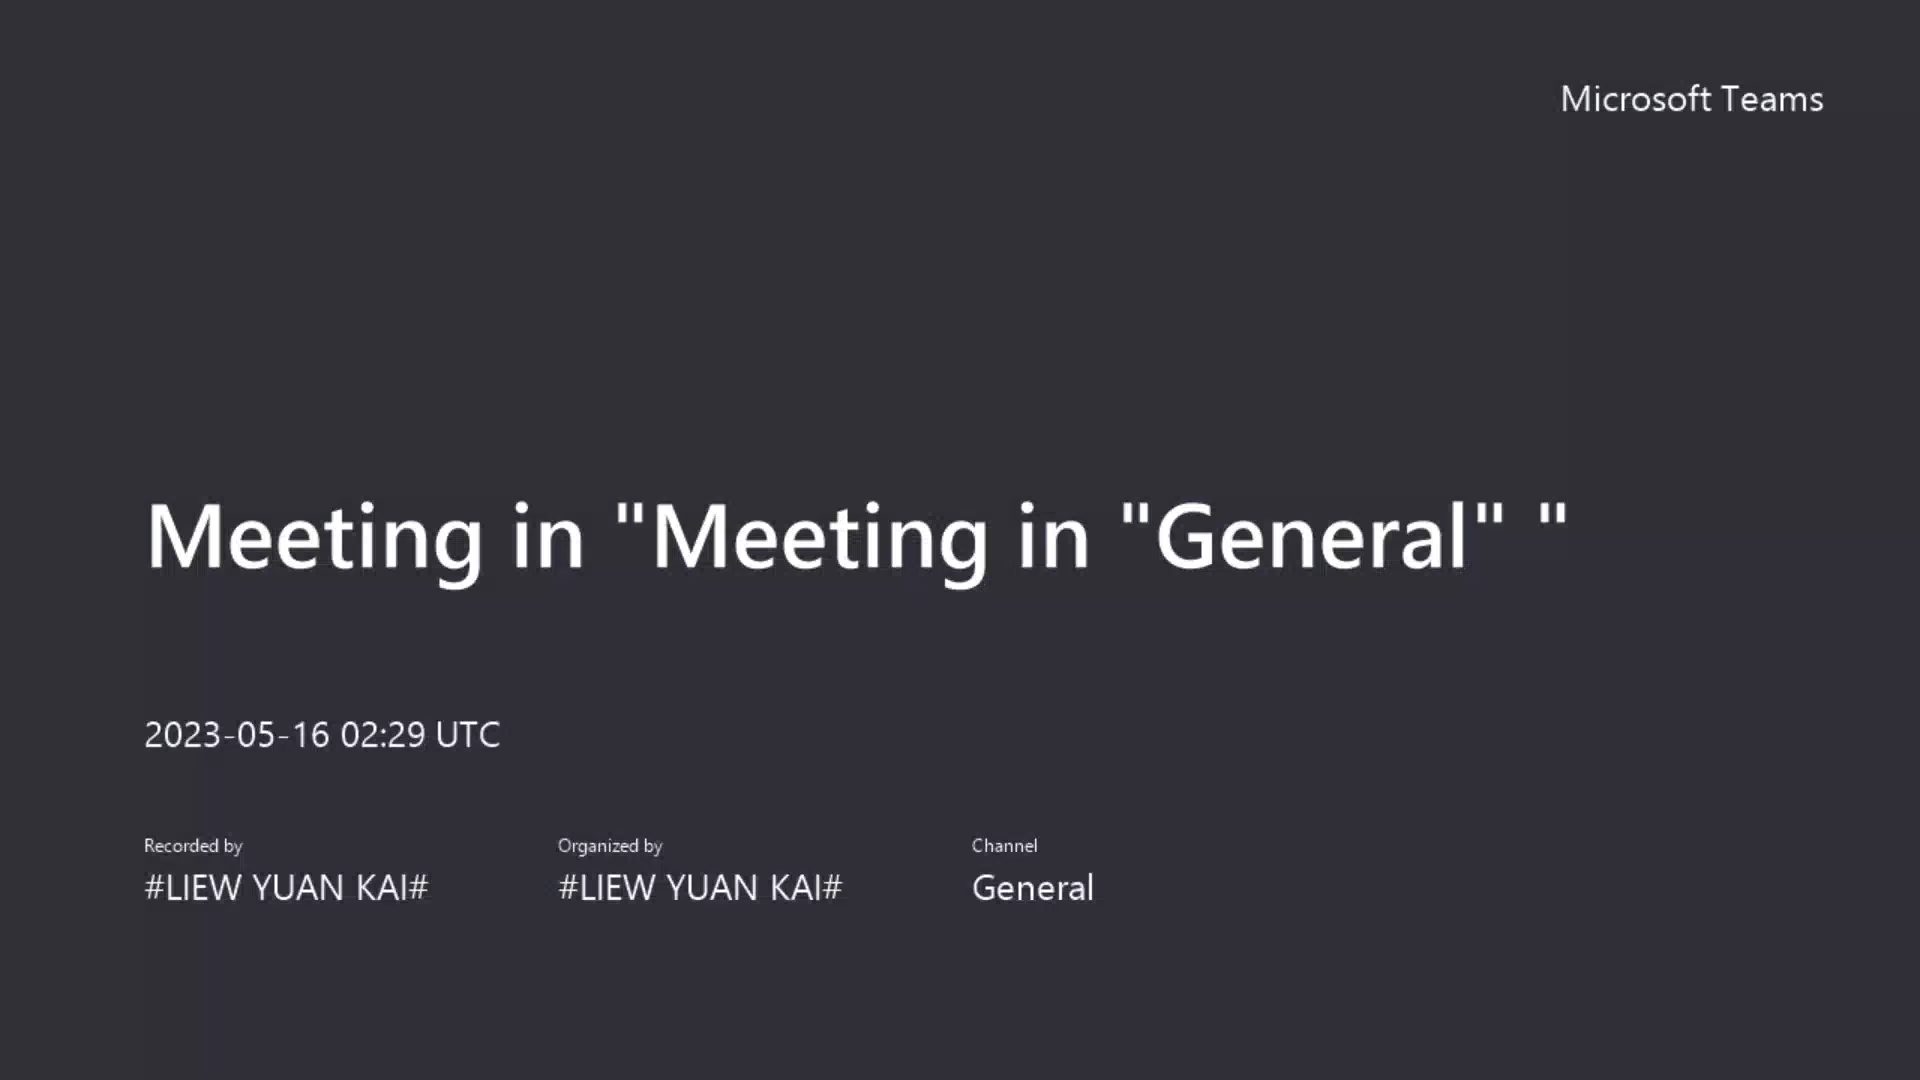 Microsoft Teams
Meeting in "Meeting in "General" "
2023-05-16 02:29 UTC
Recorded by
#LIEW YUAN KAI#
Organized by
#LIEW YUAN KAI#
Channel
General